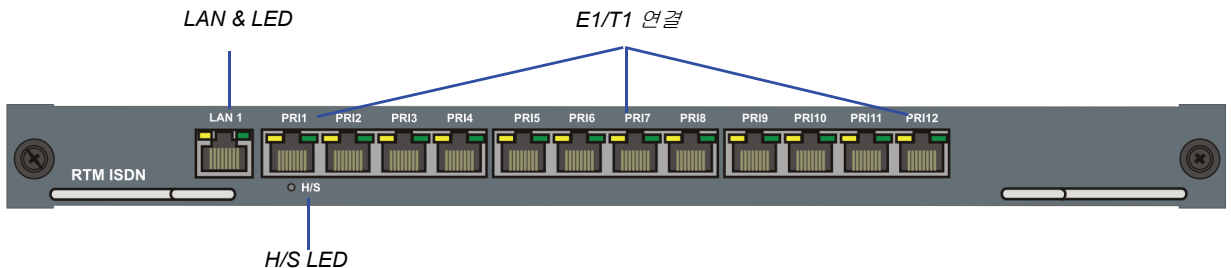 LAN & LED
E1/T1 연결
LAN 1 PRI1 PRI2 PRI3 PRI4 PRI5 PRI6 PRI7 PRI8 PRI9 PRI10 PRI11 PRI12
RTM ISDN
H/S
H/S LED